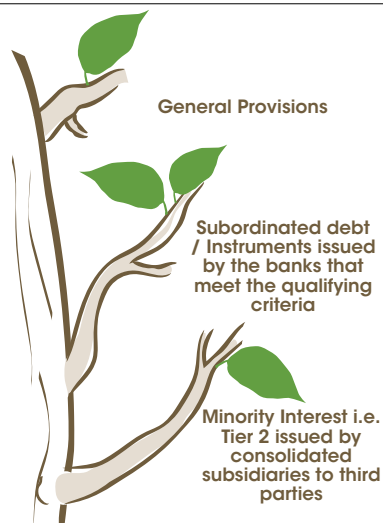 General Provisions
Subordinated debt
/ Instruments issued
by the banks that
meet the qualifying
criteria
Minority Interest i.e.
Tier 2 issued by
consolidated
subsidiaries to third
parties